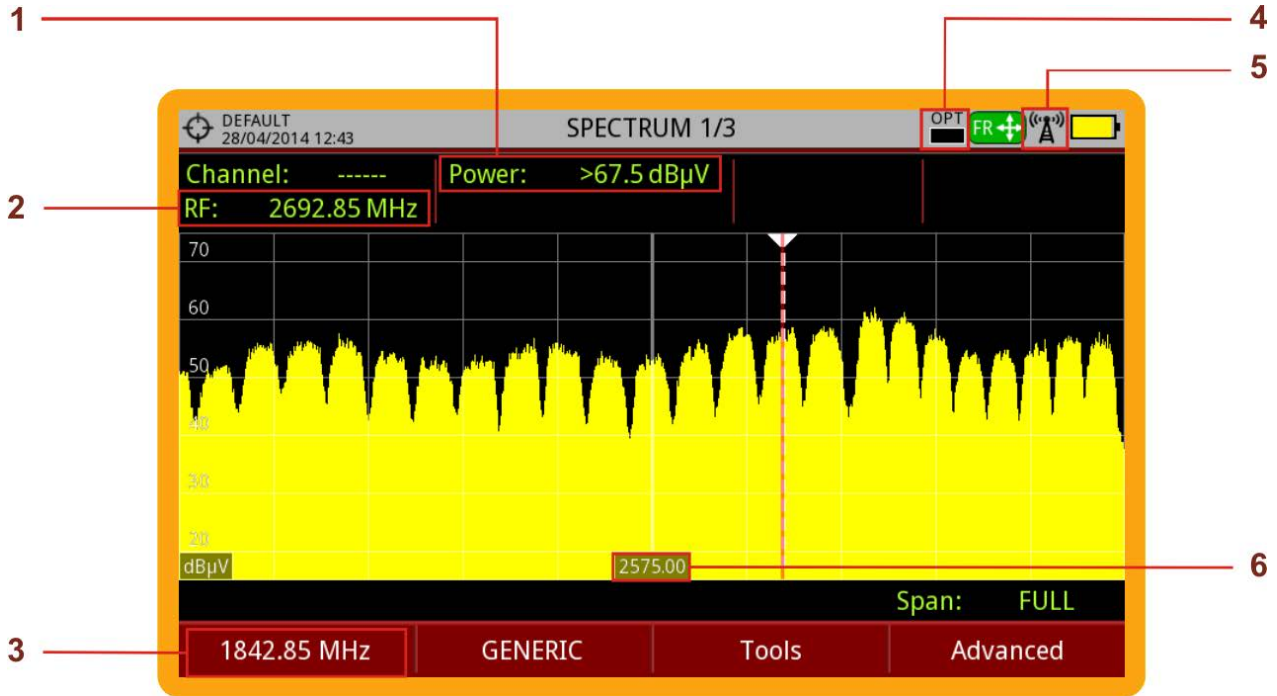 1
4
5
DEFAULT
28/04/2014 12:43
SPECTRUM 1/3
OPT
FR
Channel: ------ Power: >67.5 dBµV
2
RF: 2692.85 MHz
70
60
50
40
30
20
dBµV
2575.00
6
Span: FULL
3
1842.85 MHz GENERIC Tools Advanced